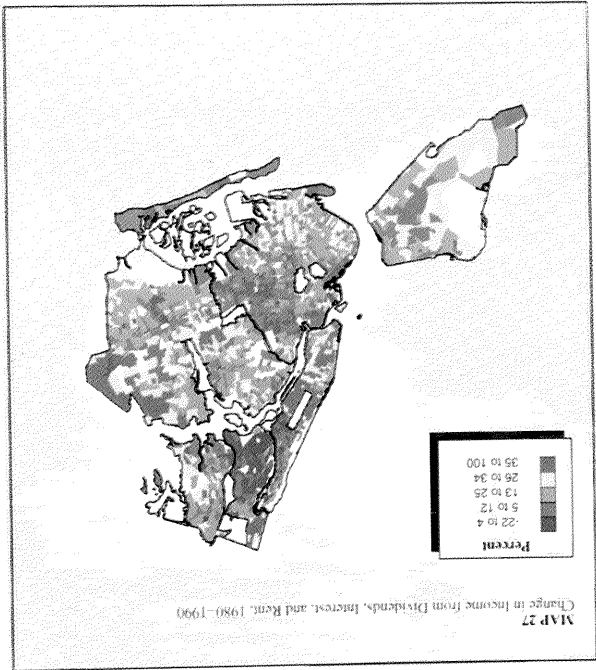 MAP 27
Change in Income from Dividends, Interest, and Rent, 1980–1990
Percent
-22 to 4
5 to 12
13 to 25
26 to 34
35 to 100